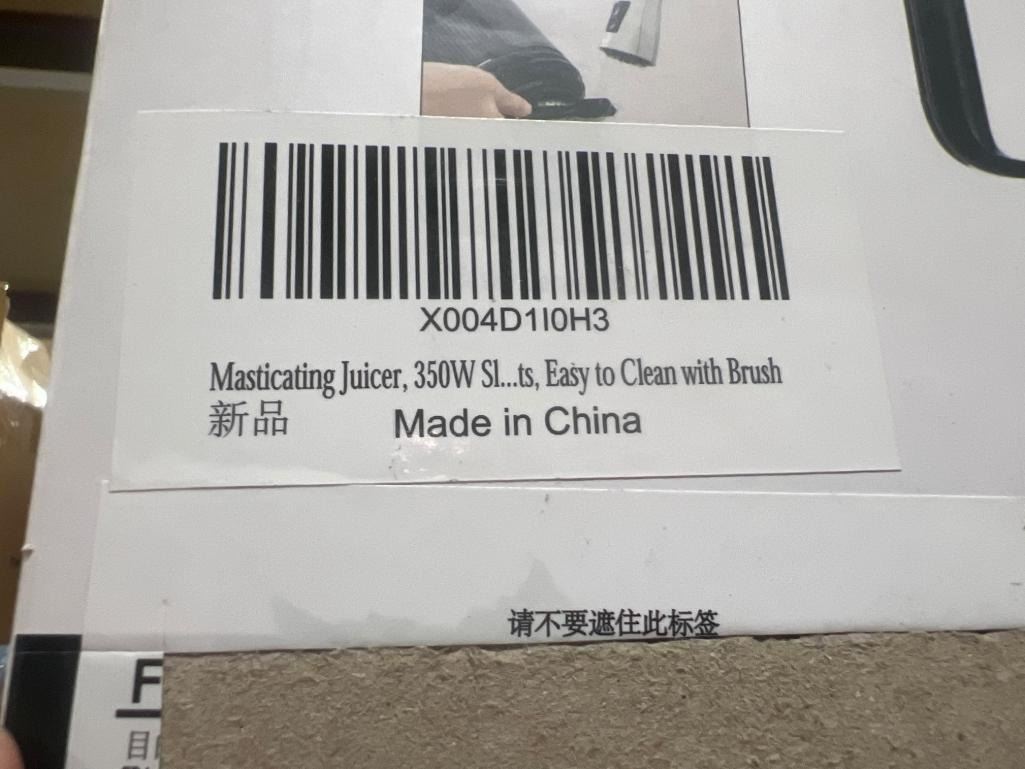 X004D1I0H3
Masticating Juicer, 350W Sl...ts, Easy to Clean with Brush
新品 Made in China
请不要遮住此标签
F
目